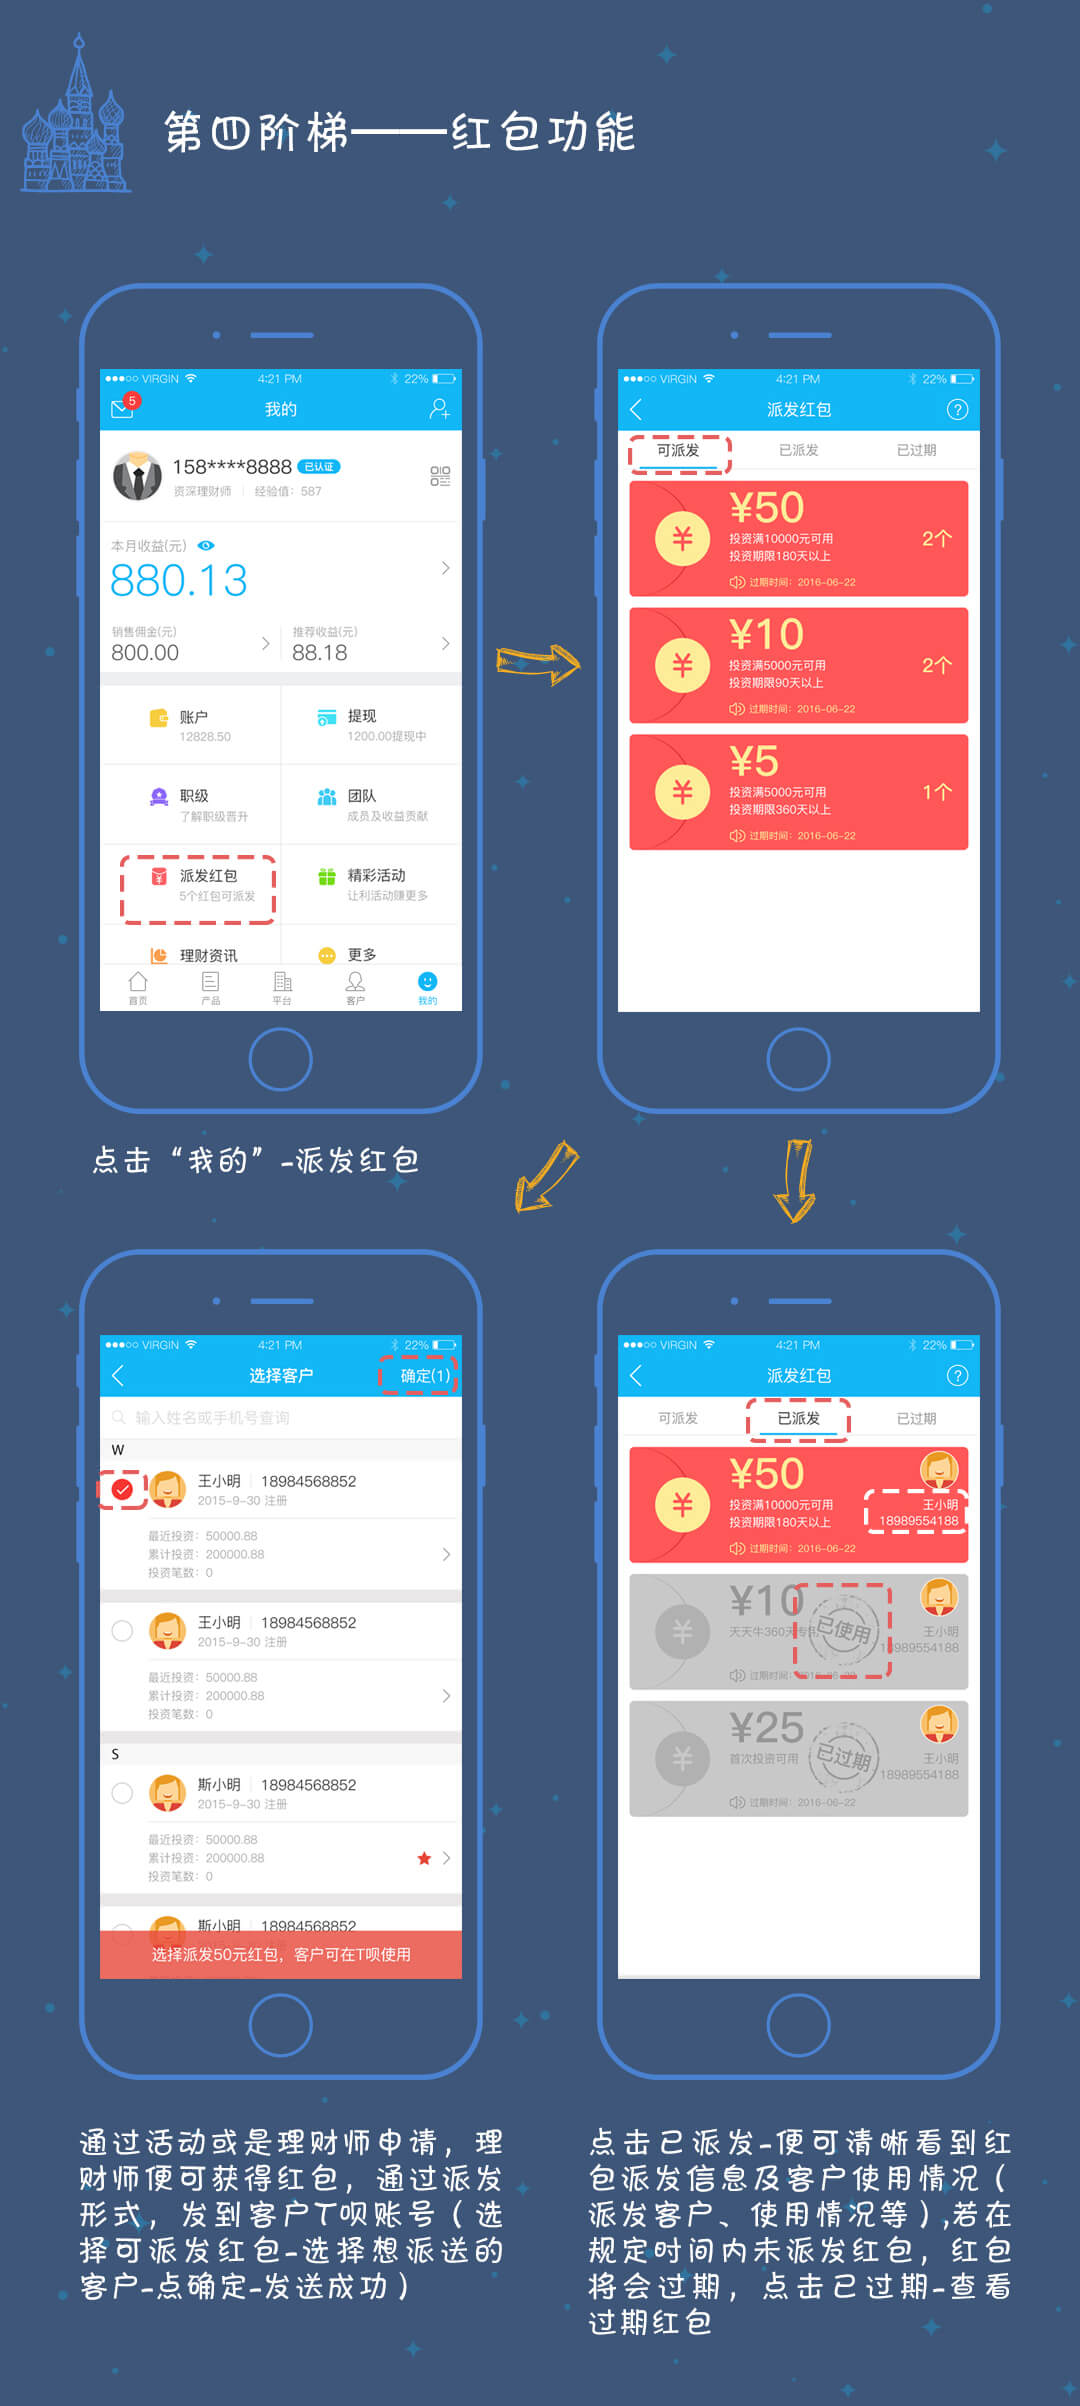 第四阶梯——红包功能
VIRGIN 4:21 PM 22%
5
我的
158****8888 已认证
资深理财师 经验值：587
本月收益(元)
880.13
销售佣金(元) 推荐收益(元)
800.00 88.18
账户 提现
12828.50 1200.00提现中
职级 团队
了解职级晋升 成员及收益贡献
派发红包 精彩活动
5个红包可派发 让利活动赚更多
理财资讯 更多
首页 产品 平台 客户 我的
VIRGIN 4:21 PM 22%
派发红包 ?
可派发 已派发 已过期
¥50
投资满10000元可用
投资期限180天以上
2个
过期时间：2016-06-22
¥10
投资满5000元可用
投资期限90天以上
2个
过期时间：2016-06-22
¥5
投资满5000元可用
投资期限360天以上
1个
过期时间：2016-06-22
点击“我的”-派发红包
VIRGIN 4:21 PM 22%
选择客户 确定(1)
输入姓名或手机号查询
W
王小明 18984568852
2015-9-30 注册
最近投资：50000.88
累计投资：200000.88
投资笔数：0
王小明 18984568852
2015-9-30 注册
最近投资：50000.88
累计投资：200000.88
投资笔数：0
S
斯小明 18984568852
2015-9-30 注册
最近投资：50000.88
累计投资：200000.88
投资笔数：0
斯小明 18984568852
选择派发50元红包，客户可在T呗使用
VIRGIN 4:21 PM 22%
派发红包 ?
可派发 已派发 已过期
¥50
投资满10000元可用
投资期限180天以上
王小明
18989554188
过期时间：2016-06-22
¥10
天天牛360天专用
已使用
王小明
18989554188
过期时间：2016-06-22
¥25
首次投资可用
已过期
王小明
18989554188
过期时间：2016-06-22
通过活动或是理财师申请，理
财师便可获得红包，通过派发
形式，发到客户T呗账号（选
择可派发红包-选择想派送的
客户-点确定-发送成功）
点击已派发-便可清晰看到红
包派发信息及客户使用情况（
派发客户、使用情况等）,若在
规定时间内未派发红包，红包
将会过期，点击已过期-查看
过期红包